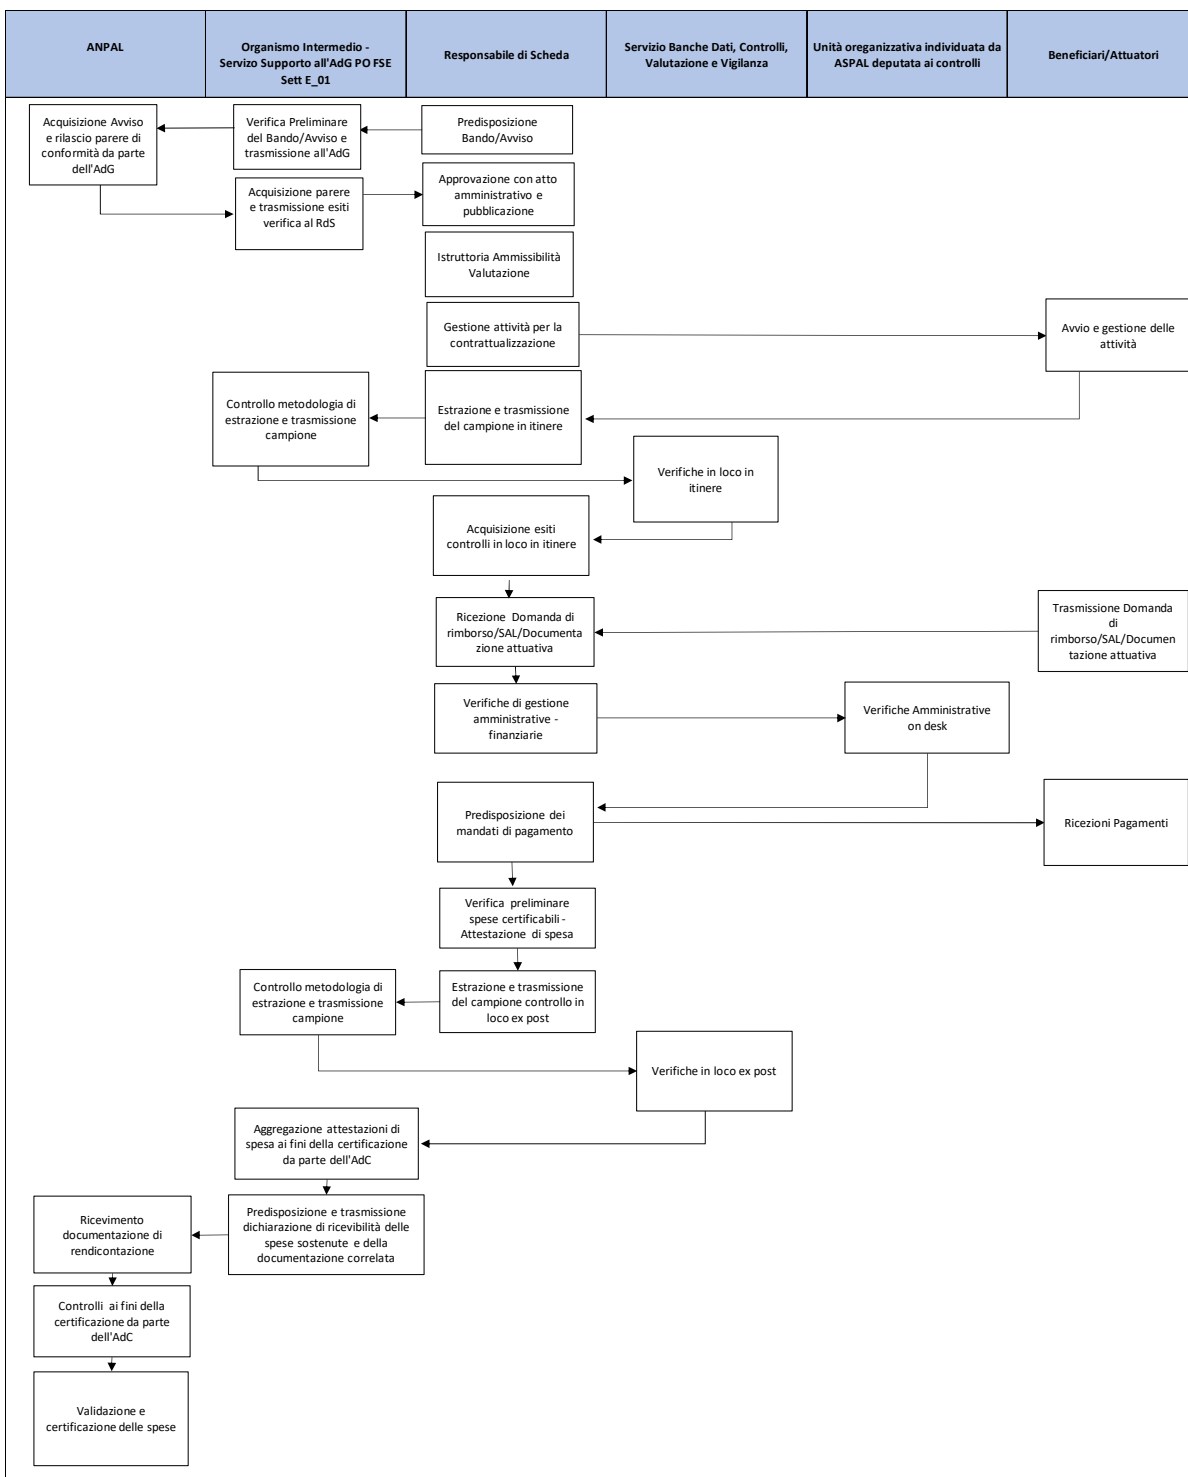 ANPAL
Organismo Intermedio -
Servizo Supporto all'AdG PO FSE
Sett E_01
Responsabile di Scheda
Servizio Banche Dati, Controlli,
Valutazione e Vigilanza
Unità oreganizzativa individuata da
ASPAL deputata ai controlli
Beneficiari/Attuatori
Acquisizione Avviso
e rilascio parere di
conformità da parte
dell'AdG
Verifica Preliminare
del Bando/Avviso e
trasmissione all'AdG
Predisposizione
Bando/Avviso
Acquisizione parere
e trasmissione esiti
verifica al RdS
Approvazione con atto
amministrativo e
pubblicazione
Istruttoria Ammissibilità
Valutazione
Gestione attività per la
contrattualizzazione
Avvio e gestione delle
attività
Controllo metodologia di
estrazione e trasmissione
campione
Estrazione e trasmissione
del campione in itinere
Verifiche in loco in
itinere
Acquisizione esiti
controlli in loco in itinere
Ricezione Domanda di
rimborso/SAL/Documenta
zione attuativa
Trasmissione Domanda
di
rimborso/SAL/Documen
tazione attuativa
Verifiche di gestione
amministrative -
finanziarie
Verifiche Amministrative
on desk
Predisposizione dei
mandati di pagamento
Ricezioni Pagamenti
Verifica preliminare
spese certificabili -
Attestazione di spesa
Controllo metodologia di
estrazione e trasmissione
campione
Estrazione e trasmissione
del campione controllo in
loco ex post
Verifiche in loco ex post
Aggregazione attestazioni di
spesa ai fini della certificazione
da parte dell'AdC
Ricevimento
documentazione di
rendicontazione
Predisposizione e trasmissione
dichiarazione di ricevibilità delle
spese sostenute e della
documentazione correlata
Controlli ai fini della
certificazione da parte
dell'AdC
Validazione e
certificazione delle spese